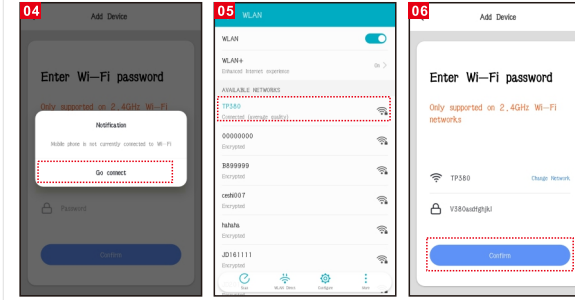 04
Add Device
Enter Wi-Fi password
Only supported on 2.4GHz Wi-Fi
Notification
Mobile phone is not currently connected to Wi-Fi
Go connect
Password
Confirm
05
WLAN
WLAN
WLAN+
Enhanced Internet experience
On >
AVAILABLE NETWORKS
TP380
Connected (average quality)
00000000
Encrypted
B899999
Encrypted
ceshi007
Encrypted
hahaha
Encrypted
JD161111
Encrypted
Scan
WLAN Direct
Configure
More
06
Add Device
Enter Wi-Fi password
Only supported on 2.4GHz Wi-Fi
networks
TP380
Change Network
Confirm